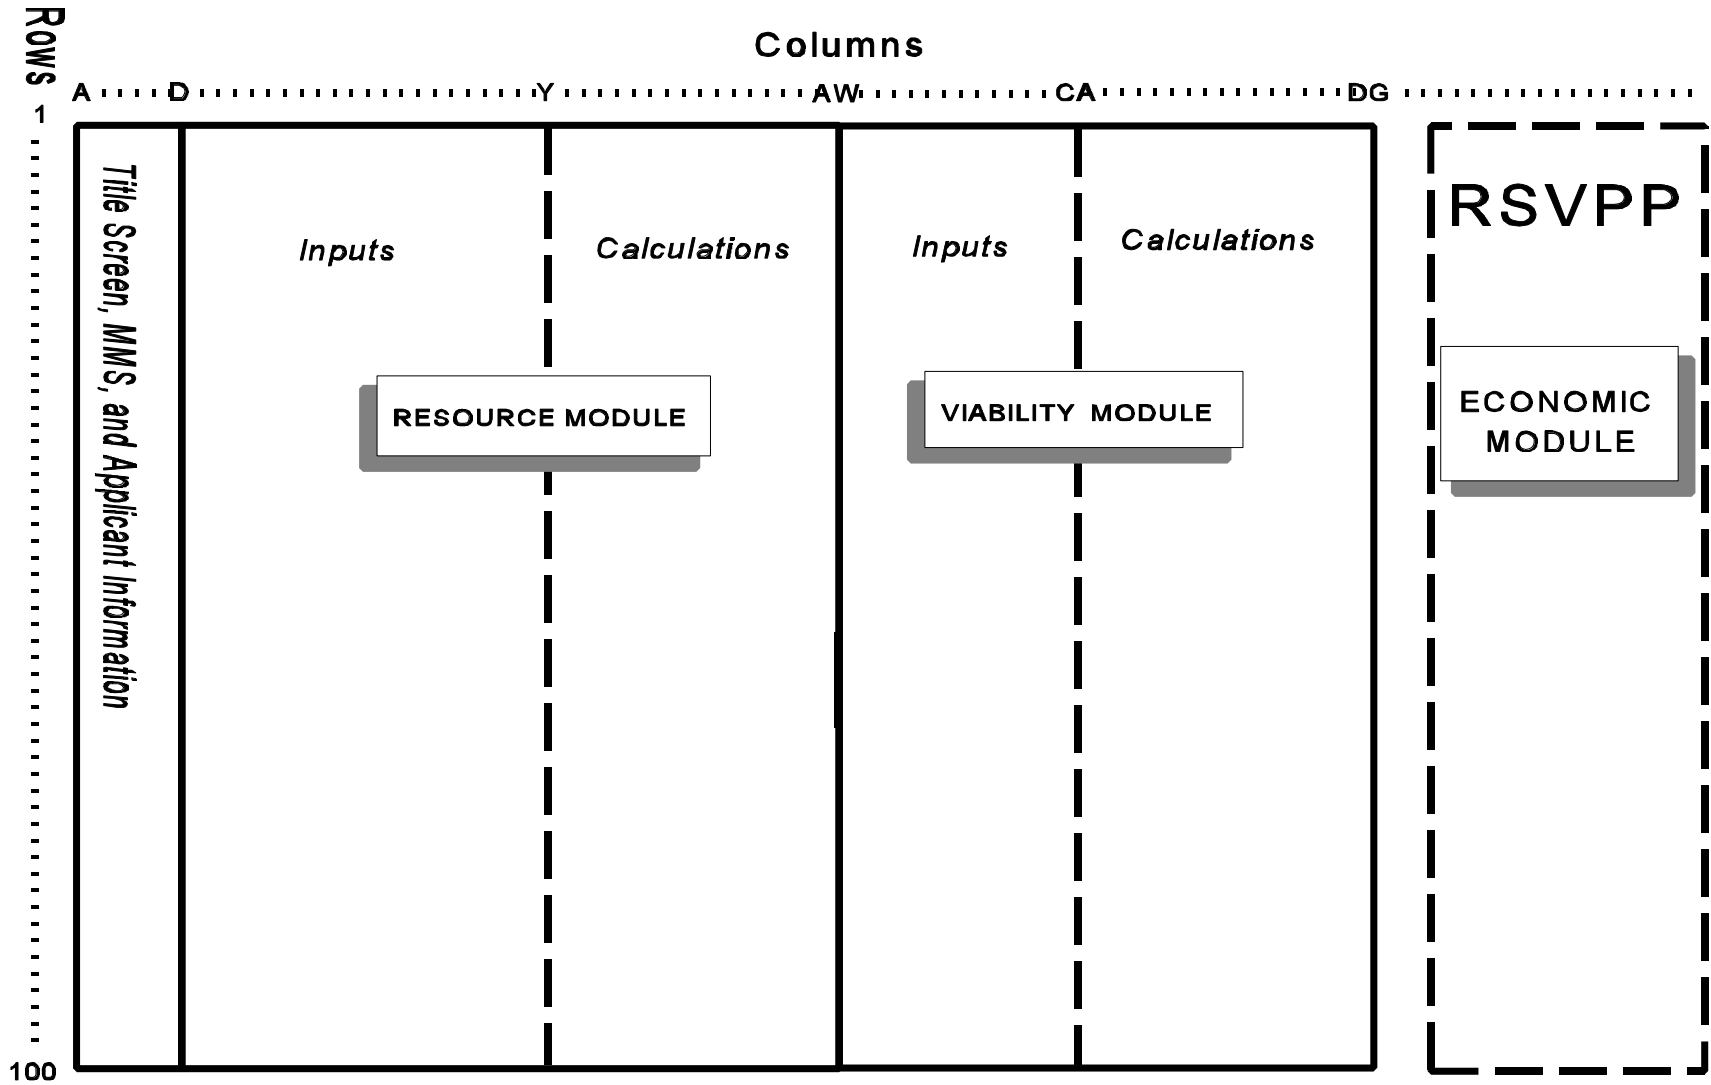 Rows
Columns
A D Y AW CA DG
1
Title Screen, MMS, and Applicant Information
Inputs
Calculations
Inputs
Calculations
RSVPP
RESOURCE MODULE
VIABILITY MODULE
ECONOMIC
MODULE
100